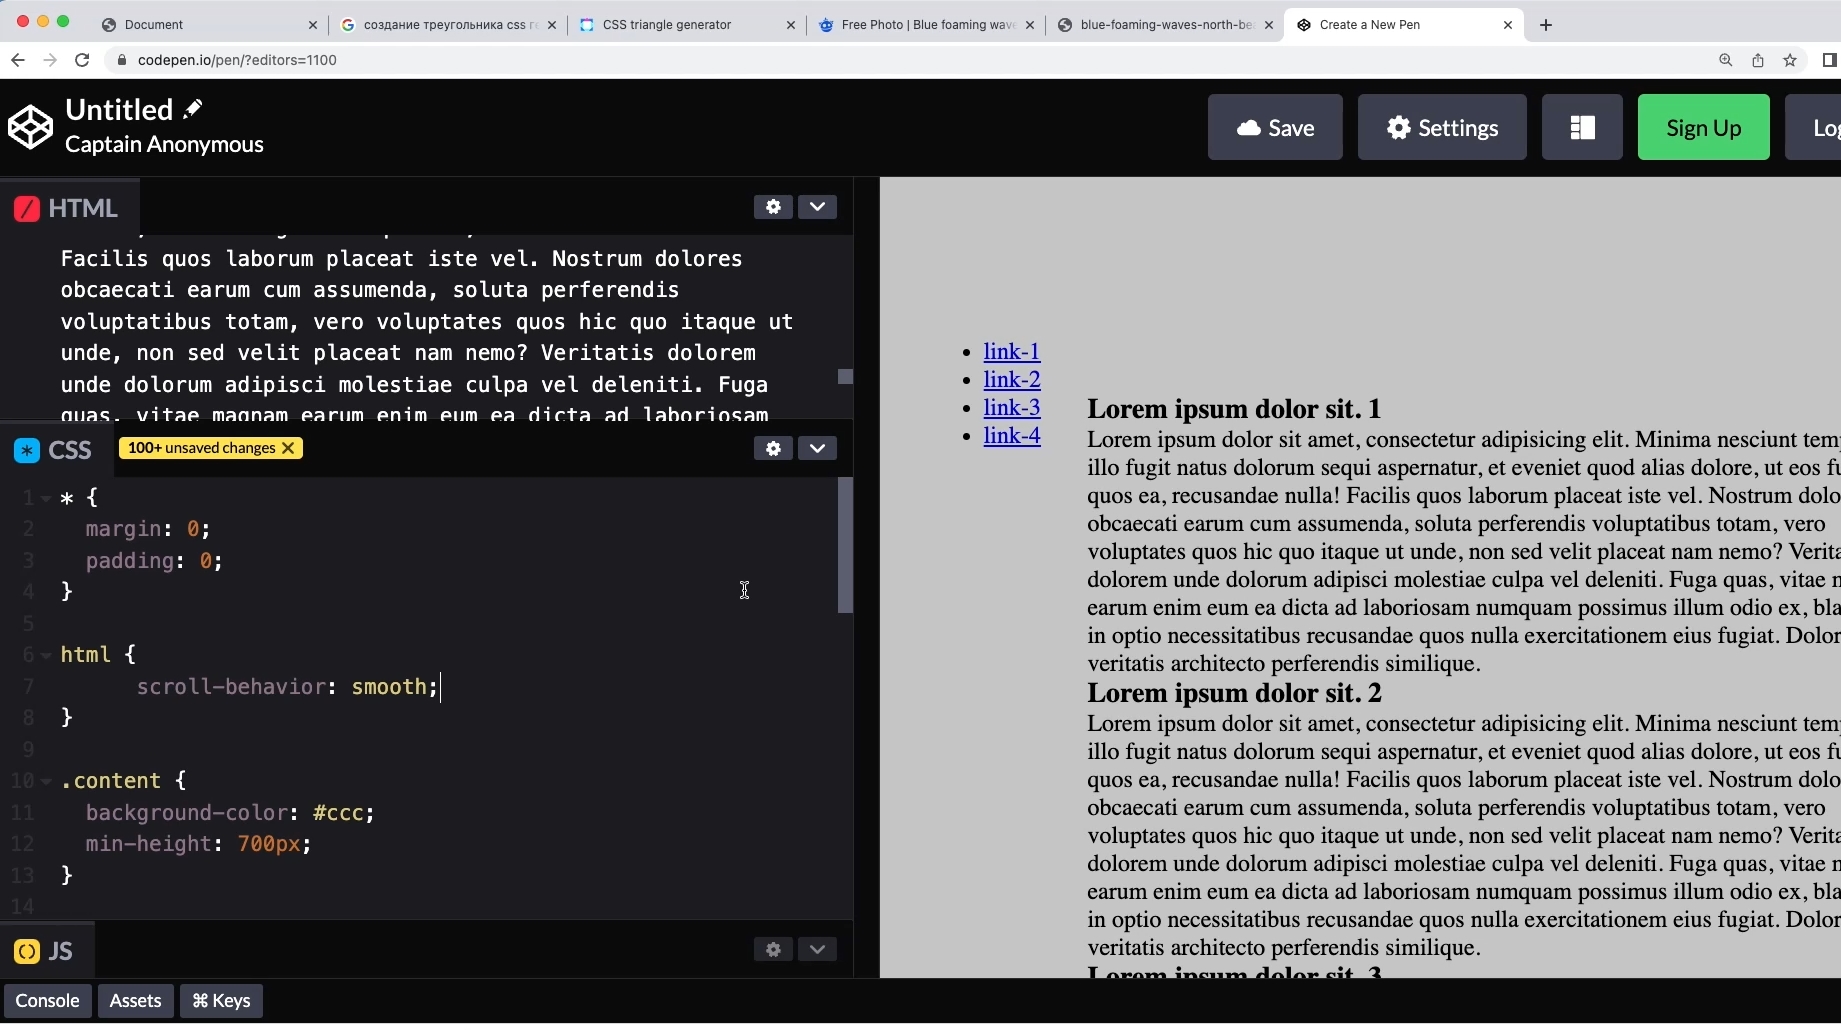 Document
создание треугольника css ге
CSS triangle generator
Free Photo | Blue foaming wave
blue-foaming-waves-north-be
Create a New Pen
codepen.io/pen/?editors=1100
Untitled
Captain Anonymous
Save
Settings
Sign Up
Log
HTML
Facilis quos laborum placeat iste vel. Nostrum dolores
obcaecati earum cum assumenda, soluta perferendis
voluptatibus totam, vero voluptates quos hic quo itaque ut
unde, non sed velit placeat nam nemo? Veritatis dolorem
unde dolorum adipisci molestiae culpa vel deleniti. Fuga
quas, vitae magnam earum enim eum ea dicta ad laboriosam
CSS
100+ unsaved changes
1 * {
2 margin: 0;
3 padding: 0;
4 }
5
6 html {
7 scroll-behavior: smooth;
8 }
9
10 .content {
11 background-color: #ccc;
12 min-height: 700px;
13 }
14
JS
Console
Assets
⌘ Keys
link-1
link-2
link-3
link-4
Lorem ipsum dolor sit. 1
Lorem ipsum dolor sit amet, consectetur adipisicing elit. Minima nesciunt tem
illo fugit natus dolorum sequi aspernatur, et eveniet quod alias dolore, ut eos fu
quos ea, recusandae nulla! Facilis quos laborum placeat iste vel. Nostrum dolo
obcaecati earum cum assumenda, soluta perferendis voluptatibus totam, vero
voluptates quos hic quo itaque ut unde, non sed velit placeat nam nemo? Verita
dolorem unde dolorum adipisci molestiae culpa vel deleniti. Fuga quas, vitae m
earum enim eum ea dicta ad laboriosam numquam possimus illum odio ex, bla
in optio necessitatibus recusandae quos nulla exercitationem eius fugiat. Dolor
veritatis architecto perferendis similique.
Lorem ipsum dolor sit. 2
Lorem ipsum dolor sit amet, consectetur adipisicing elit. Minima nesciunt tem
illo fugit natus dolorum sequi aspernatur, et eveniet quod alias dolore, ut eos fu
quos ea, recusandae nulla! Facilis quos laborum placeat iste vel. Nostrum dolo
obcaecati earum cum assumenda, soluta perferendis voluptatibus totam, vero
voluptates quos hic quo itaque ut unde, non sed velit placeat nam nemo? Verita
dolorem unde dolorum adipisci molestiae culpa vel deleniti. Fuga quas, vitae m
earum enim eum ea dicta ad laboriosam numquam possimus illum odio ex, bla
in optio necessitatibus recusandae quos nulla exercitationem eius fugiat. Dolor
veritatis architecto perferendis similique.
Lorem ipsum dolor sit. 3